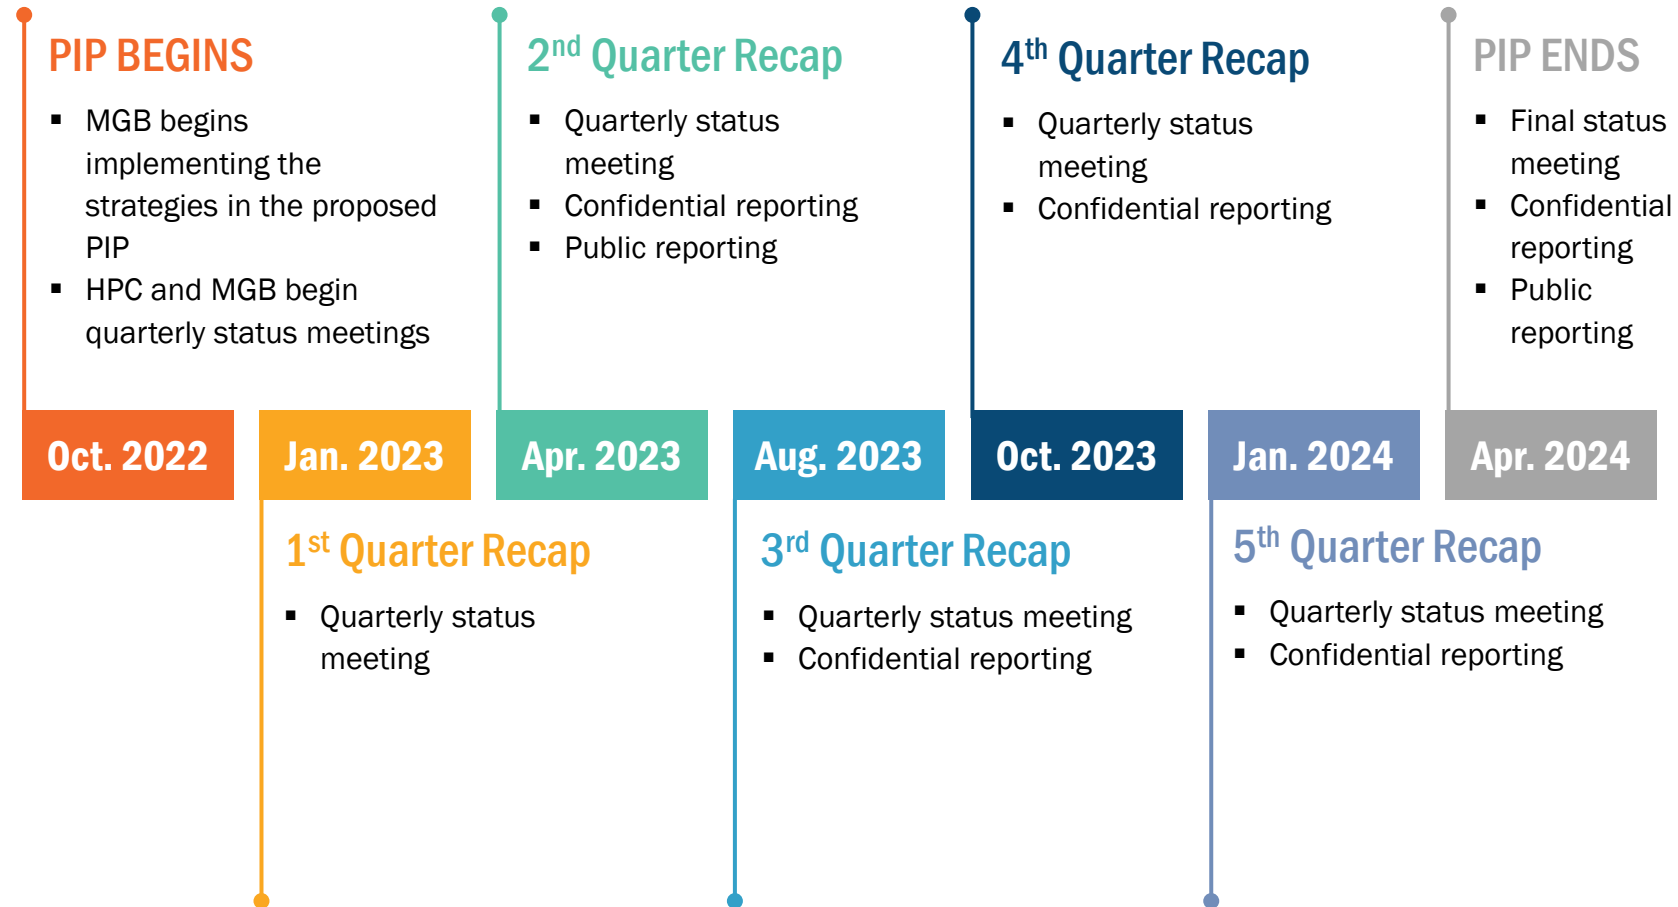 PIP BEGINS
▪ MGB begins
implementing the
strategies in the proposed
PIP
▪ HPC and MGB begin
quarterly status meetings
2nd Quarter Recap
▪ Quarterly status
meeting
▪ Confidential reporting
▪ Public reporting
4th Quarter Recap
▪ Quarterly status
meeting
▪ Confidential reporting
PIP ENDS
▪ Final status
meeting
▪ Confidential
reporting
▪ Public
reporting
Oct. 2022
Jan. 2023
Apr. 2023
Aug. 2023
Oct. 2023
Jan. 2024
Apr. 2024
1st Quarter Recap
▪ Quarterly status
meeting
3rd Quarter Recap
▪ Quarterly status meeting
▪ Confidential reporting
5th Quarter Recap
▪ Quarterly status meeting
▪ Confidential reporting